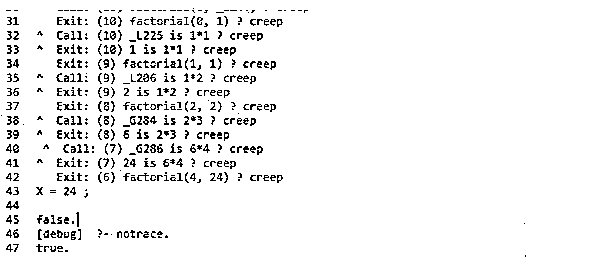 31 Exit: (10) factorial(0, 1) ? creep
32 ^ Call: (10) _L225 is 1*1 ? creep
33 ^ Exit: (10) 1 is 1*1 ? creep
34 Exit: (9) factorial(1, 1) ? creep
35 ^ Call: (9) _L206 is 1*2 ? creep
36 ^ Exit: (9) 2 is 1*2 ? creep
37 Exit: (8) factorial(2, 2) ? creep
38 ^ Call: (8) _G284 is 2*3 ? creep
39 ^ Exit: (8) 6 is 2*3 ? creep
40 ^ Call: (7) _G286 is 6*4 ? creep
41 ^ Exit: (7) 24 is 6*4 ? creep
42 Exit: (6) factorial(4, 24) ? creep
43 X = 24 ;
44
45 false.
46 [debug] ?- notrace.
47 true.